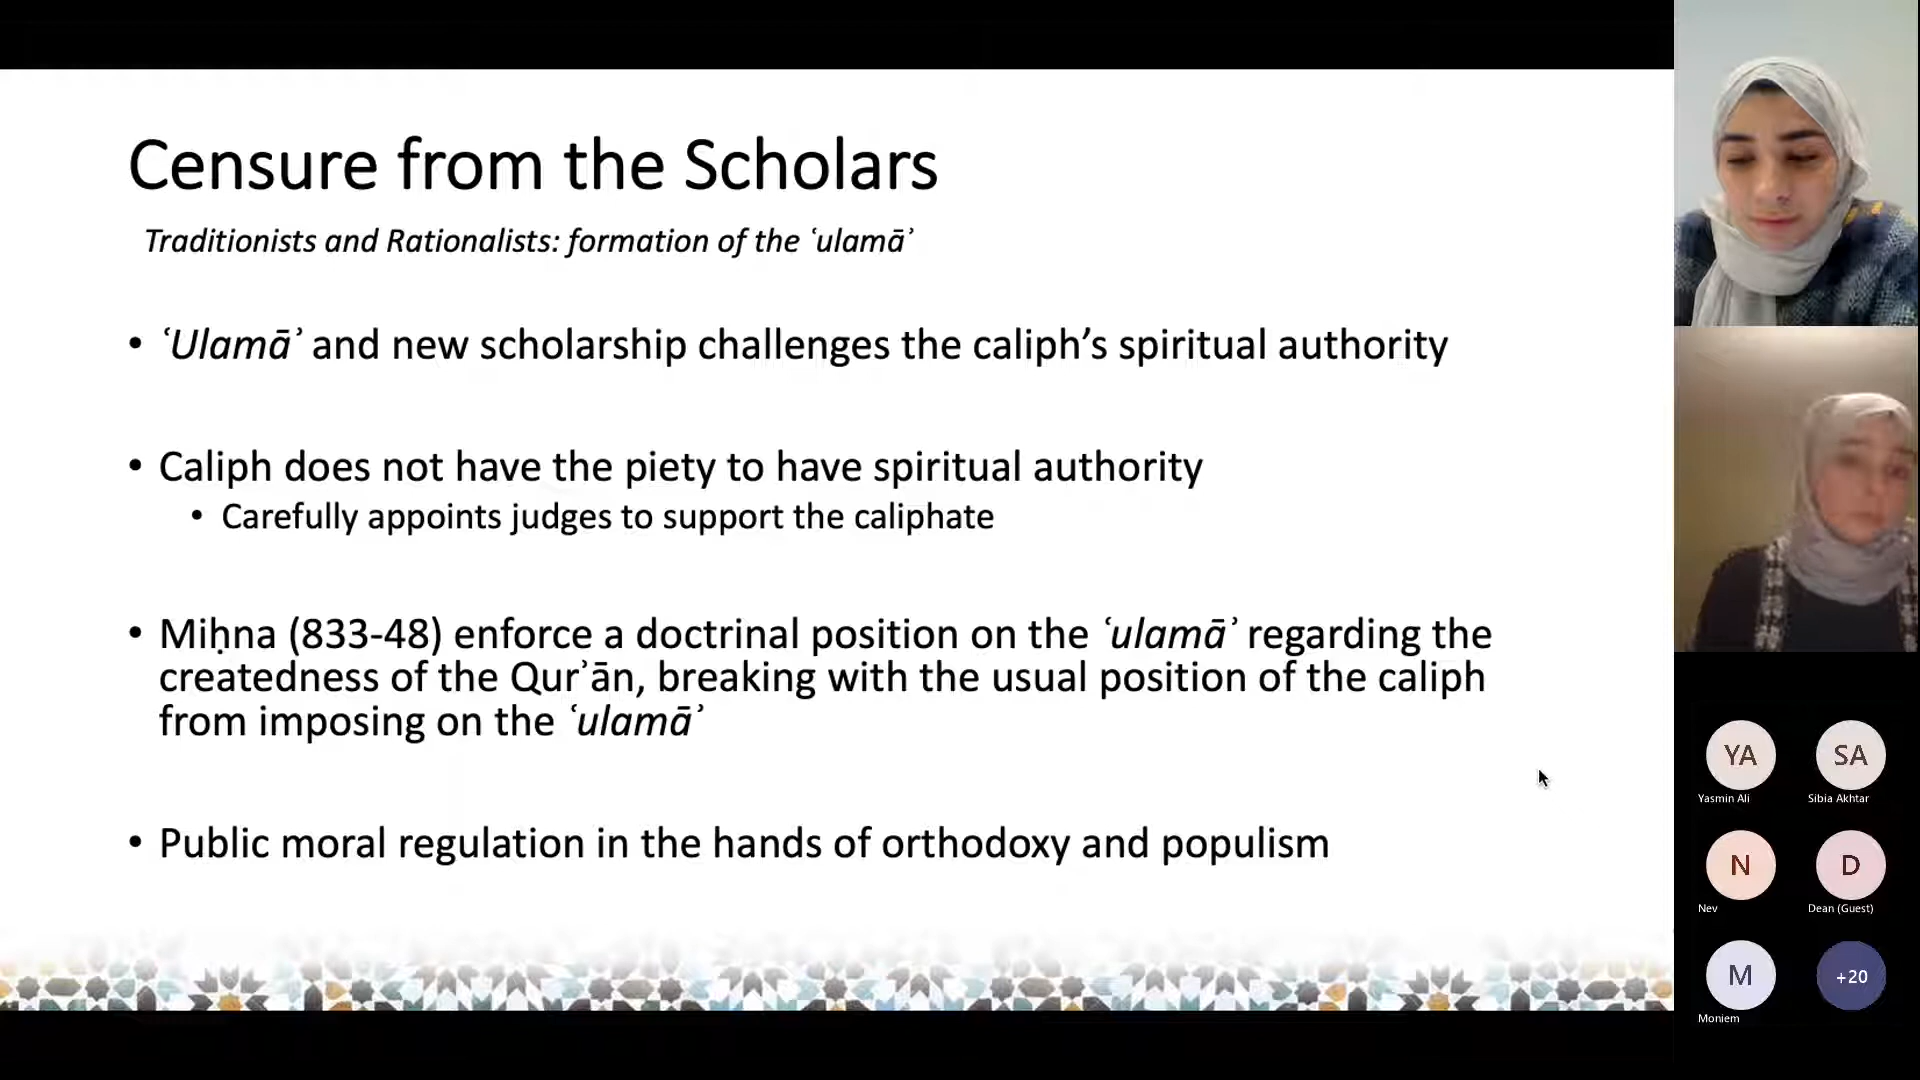 Censure from the Scholars
Traditionists and Rationalists: formation of the ʿulamāʾ
• ʿUlamāʾ and new scholarship challenges the caliph’s spiritual authority
• Caliph does not have the piety to have spiritual authority
• Carefully appoints judges to support the caliphate
• Miḥna (833-48) enforce a doctrinal position on the ʿulamāʾ regarding the
createdness of the Qurʾān, breaking with the usual position of the caliph
from imposing on the ʿulamāʾ
• Public moral regulation in the hands of orthodoxy and populism
YA SA
Yasmin Ali Sibia Akhtar
N D
Nev Dean (Guest)
M +20
Moniem